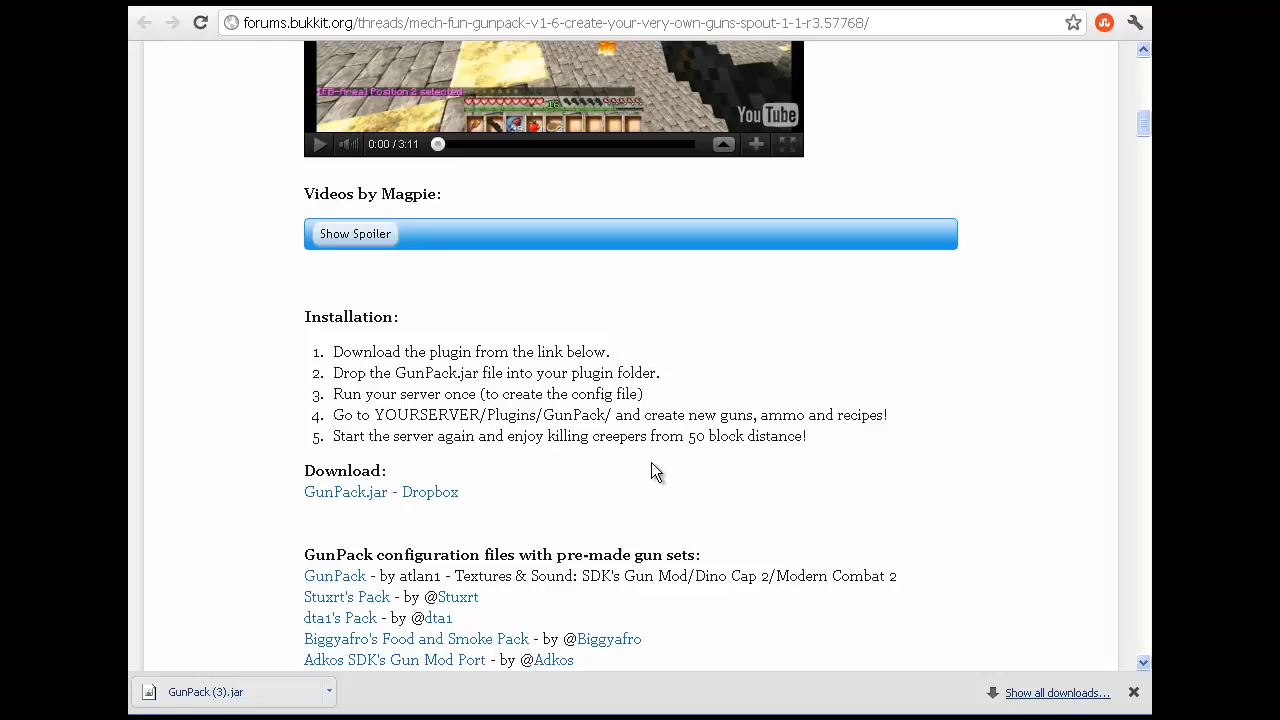 forums.bukkit.org/threads/mech-fun-gunpack-v1-6-create-your-very-own-guns-spout-1-1-r3.57768/
[FB-Area] Position 2 selected
16
YouTube
0:00 / 3:11
Videos by Magpie:
Show Spoiler
Installation:
1. Download the plugin from the link below.
2. Drop the GunPack.jar file into your plugin folder.
3. Run your server once (to create the config file)
4. Go to YOURSERVER/Plugins/GunPack/ and create new guns, ammo and recipes!
5. Start the server again and enjoy killing creepers from 50 block distance!
Download:
GunPack.jar - Dropbox
GunPack configuration files with pre-made gun sets:
GunPack - by atlan1 - Textures & Sound: SDK's Gun Mod/Dino Cap 2/Modern Combat 2
Stuxrt's Pack - by @Stuxrt
dta1's Pack - by @dta1
Biggyafro's Food and Smoke Pack - by @Biggyafro
Adkos SDK's Gun Mod Port - by @Adkos
GunPack (3).jar
Show all downloads...